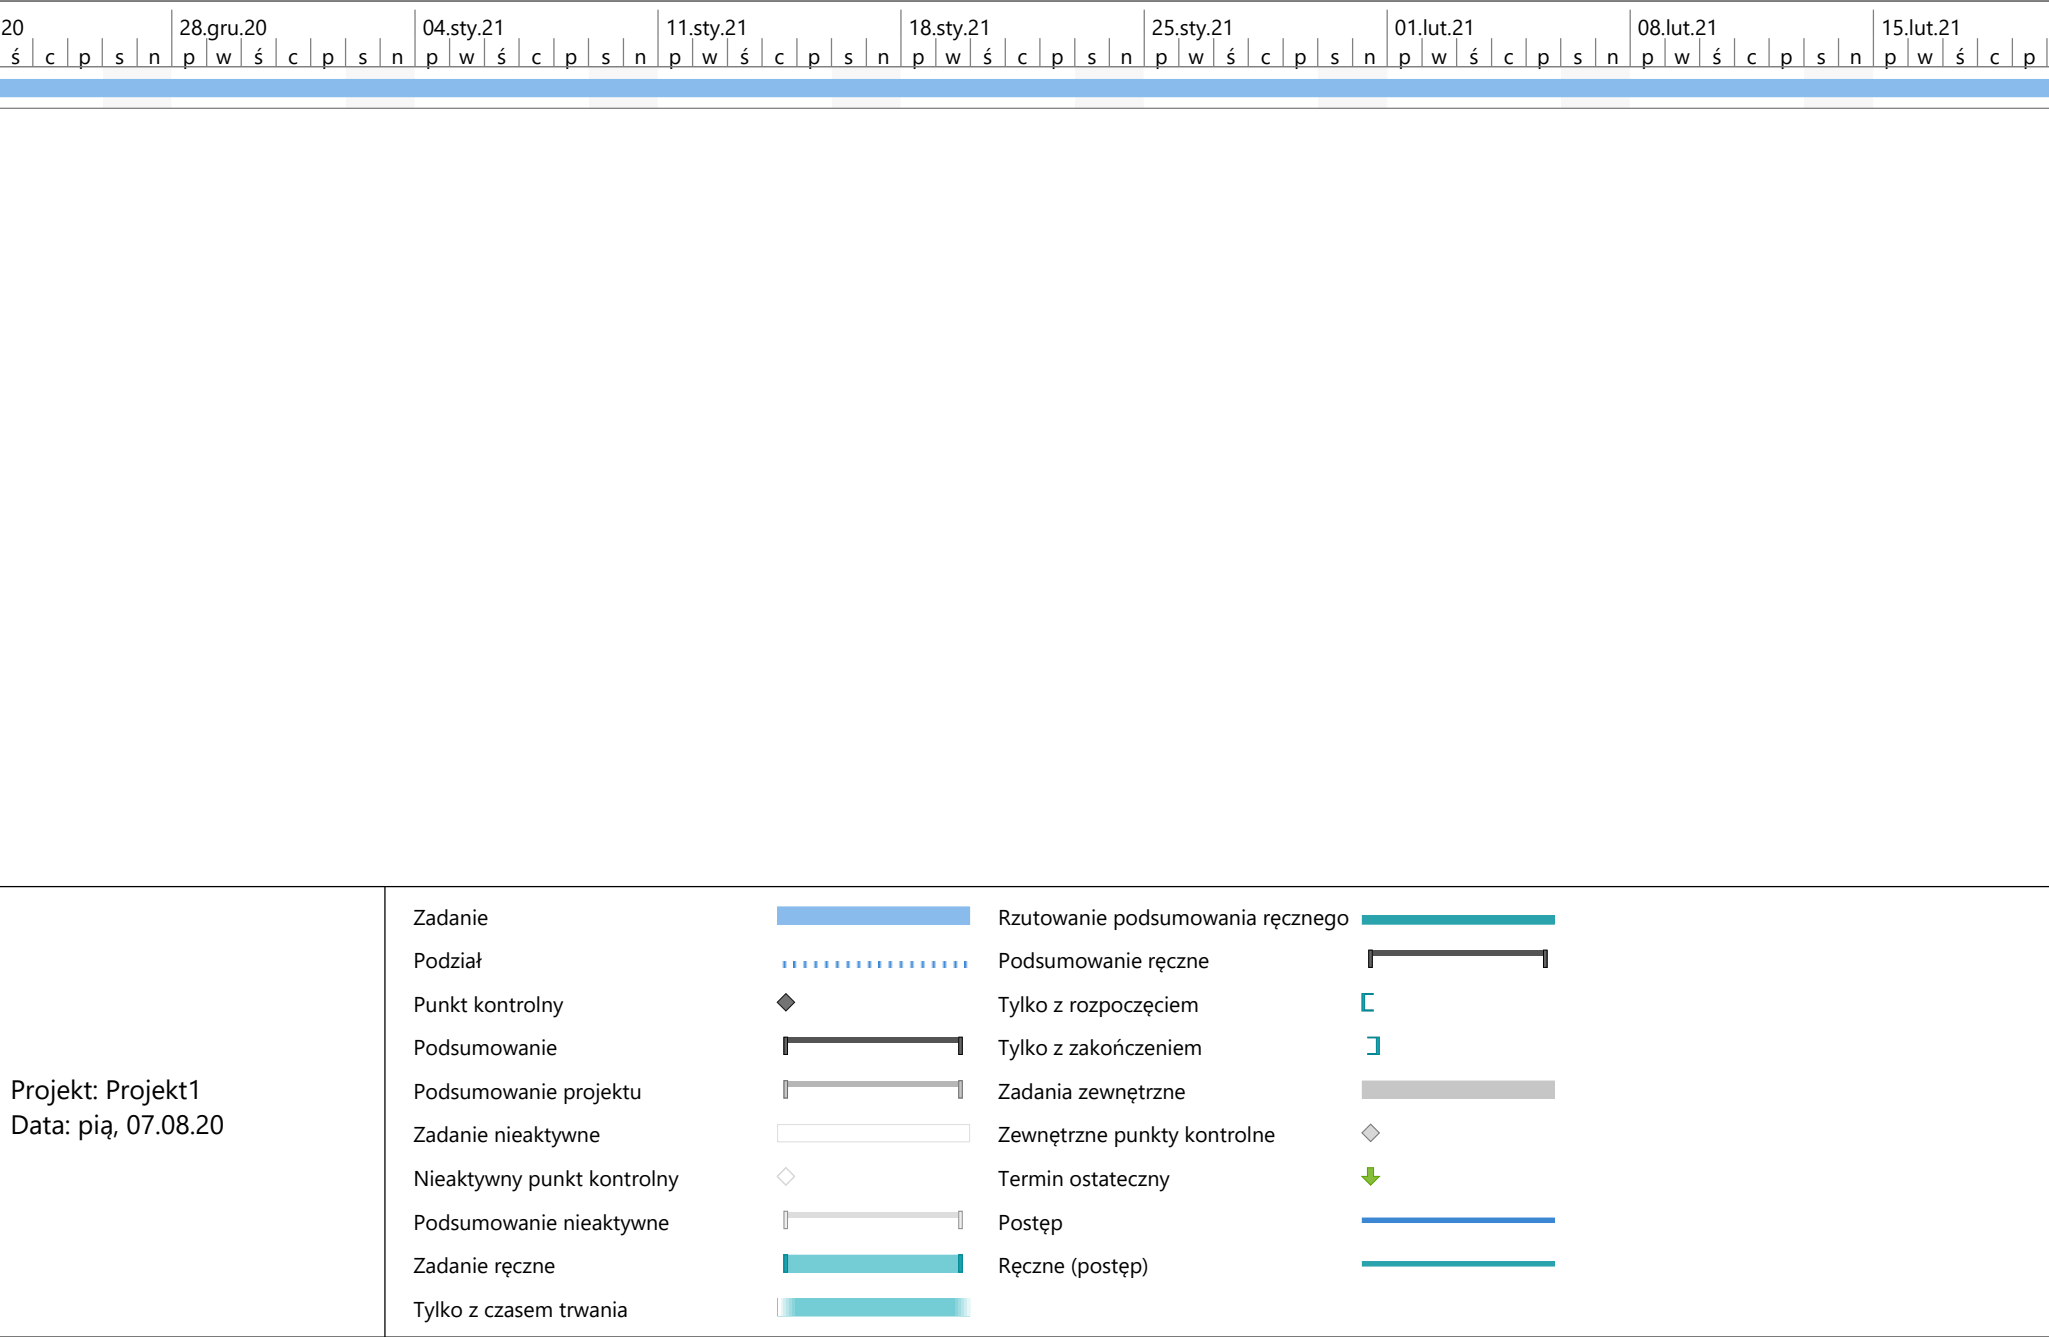 20 28.gru.20 04.sty.21 11.sty.21 18.sty.21 25.sty.21 01.lut.21 08.lut.21 15.lut.21
ś c p s n p w ś c p s n p w ś c p s n p w ś c p s n p w ś c p s n p w ś c p s n p w ś c p s n p w ś c p s n p w ś c p
Zadanie
Podział
Punkt kontrolny
Podsumowanie
Podsumowanie projektu
Zadanie nieaktywne
Nieaktywny punkt kontrolny
Podsumowanie nieaktywne
Zadanie ręczne
Tylko z czasem trwania
Rzutowanie podsumowania ręcznego
Podsumowanie ręczne
Tylko z rozpoczęciem
Tylko z zakończeniem
Zadania zewnętrzne
Zewnętrzne punkty kontrolne
Termin ostateczny
Postęp
Ręczne (postęp)
Projekt: Projekt1
Data: pią, 07.08.20